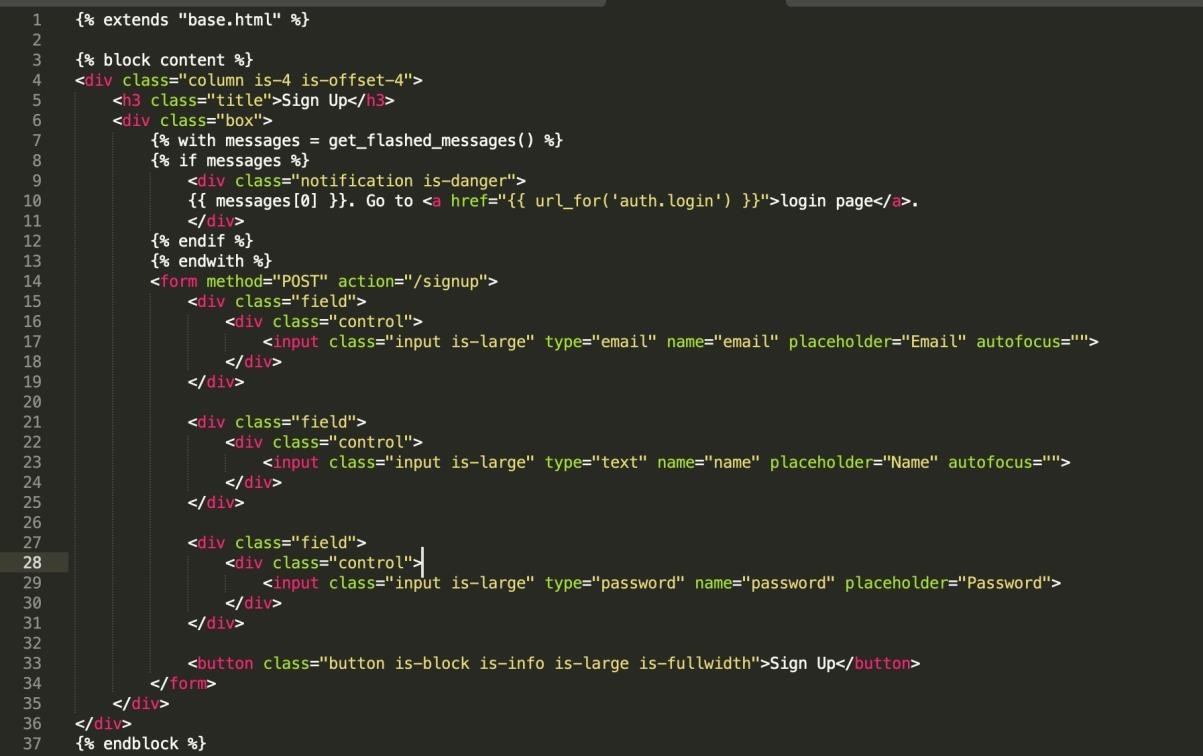 1 {% extends "base.html" %}
2
3 {% block content %}
4 <div class="column is-4 is-offset-4">
5     <h3 class="title">Sign Up</h3>
6     <div class="box">
7         {% with messages = get_flashed_messages() %}
8         {% if messages %}
9             <div class="notification is-danger">
10             {{ messages[0] }}. Go to <a href="{{ url_for('auth.login') }}">login page</a>.
11             </div>
12         {% endif %}
13         {% endwith %}
14         <form method="POST" action="/signup">
15             <div class="field">
16                 <div class="control">
17                     <input class="input is-large" type="email" name="email" placeholder="Email" autofocus="">
18                 </div>
19             </div>
20
21             <div class="field">
22                 <div class="control">
23                     <input class="input is-large" type="text" name="name" placeholder="Name" autofocus="">
24                 </div>
25             </div>
26
27             <div class="field">
28                 <div class="control">
29                     <input class="input is-large" type="password" name="password" placeholder="Password">
30                 </div>
31             </div>
32
33             <button class="button is-block is-info is-large is-fullwidth">Sign Up</button>
34         </form>
35     </div>
36 </div>
37 {% endblock %}